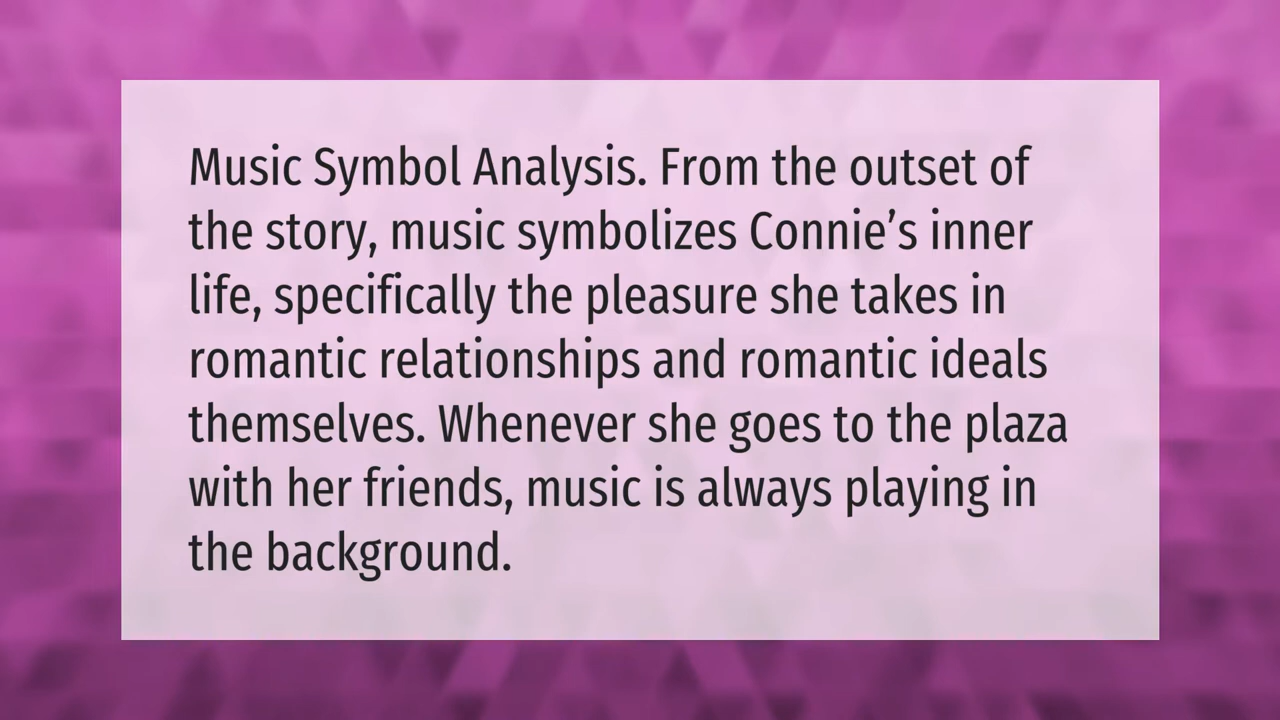 Music Symbol Analysis. From the outset of
the story, music symbolizes Connie’s inner
life, specifically the pleasure she takes in
romantic relationships and romantic ideals
themselves. Whenever she goes to the plaza
with her friends, music is always playing in
the background.